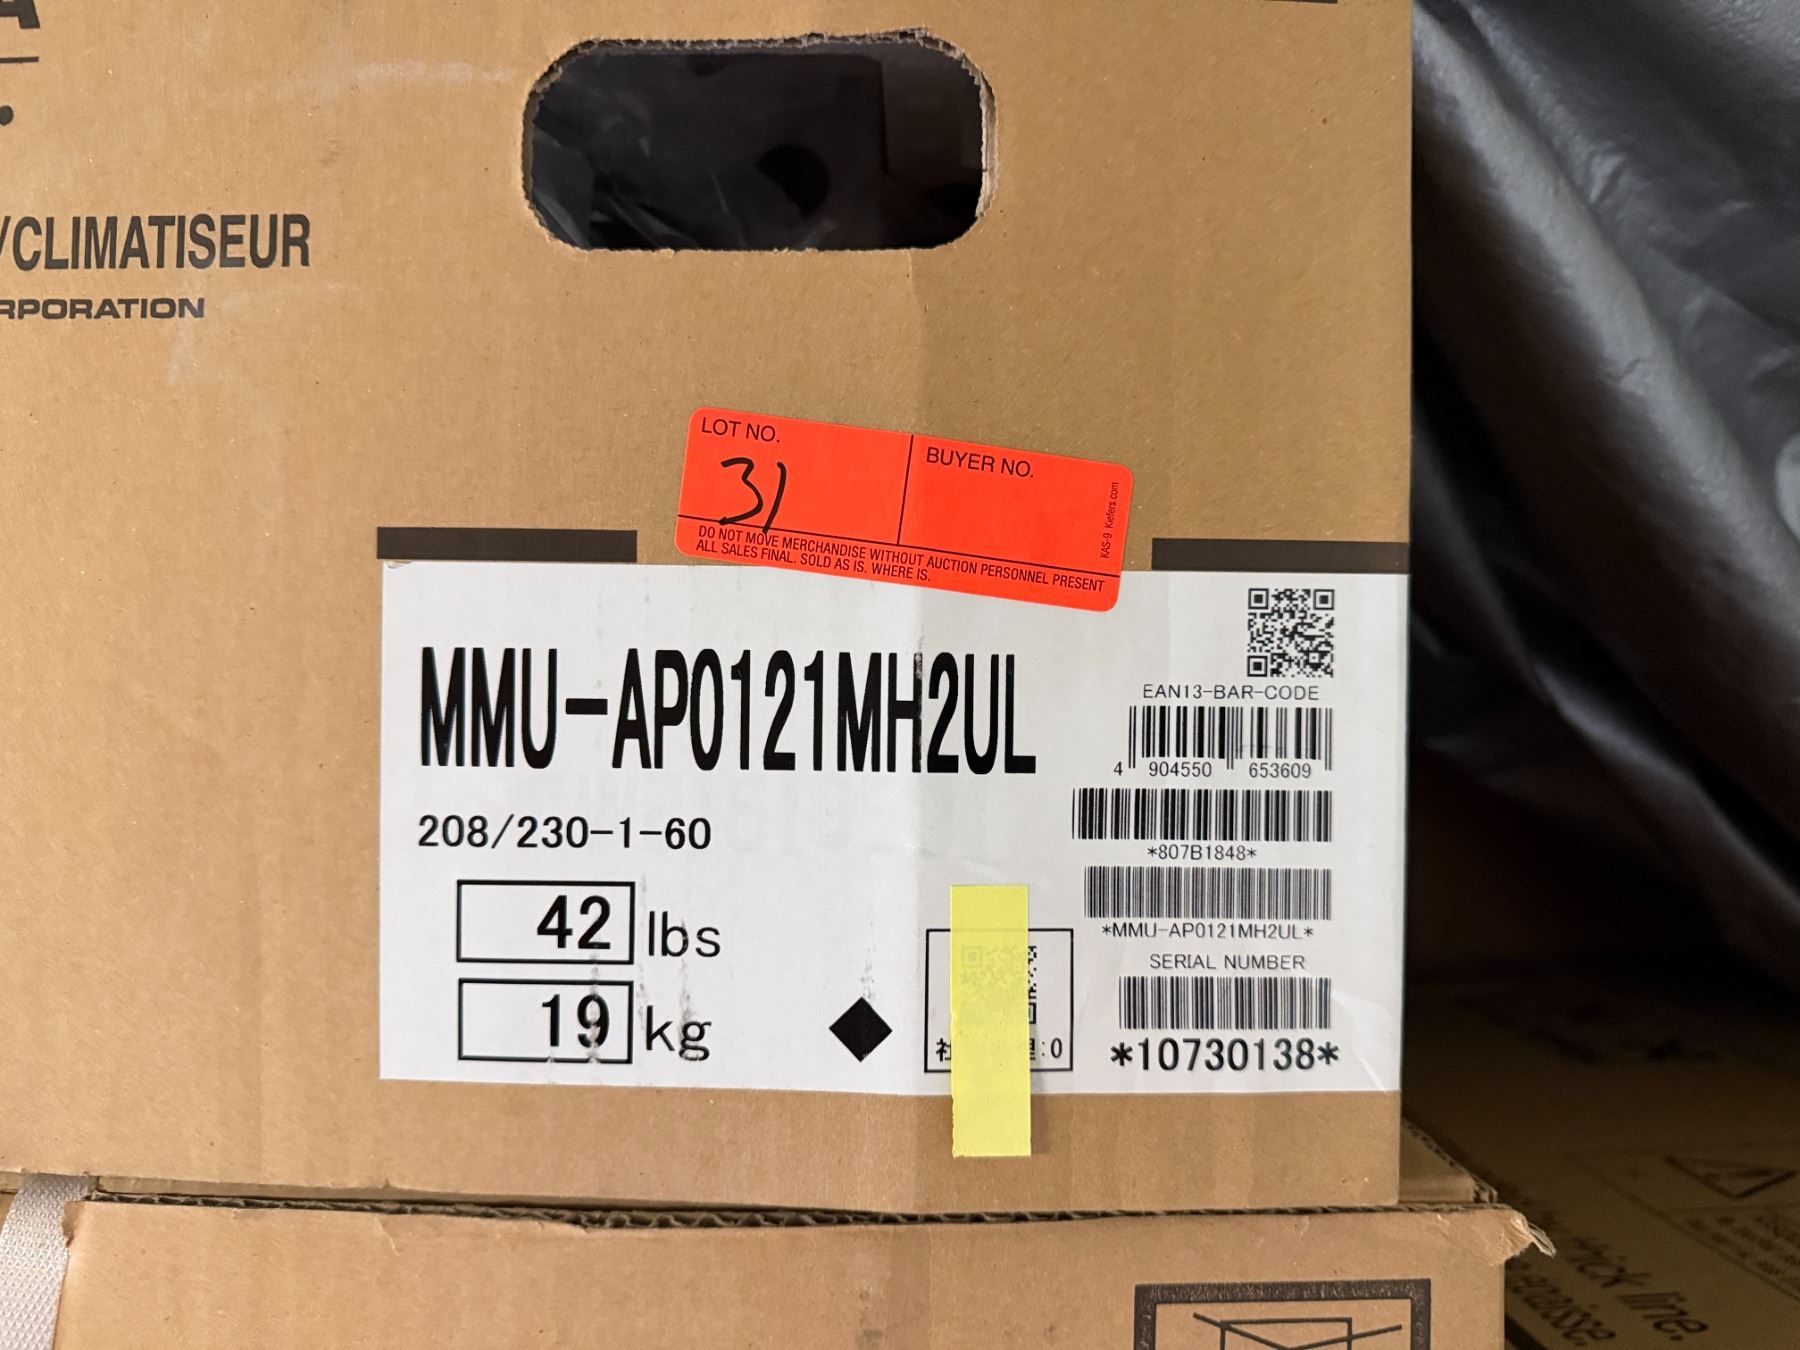 /CLIMATISEUR
RPORATION
LOT NO.
31
BUYER NO.
KAS-9 Kiefers.com
DO NOT MOVE MERCHANDISE WITHOUT AUCTION PERSONNEL PRESENT
ALL SALES FINAL. SOLD AS IS. WHERE IS.
MMU-AP0121MH2UL
208/230-1-60
42 lbs
19 kg
EAN13-BAR-CODE
4 904550 653609
*807B1848*
*MMU-AP0121MH2UL*
SERIAL NUMBER
*10730138*
:0